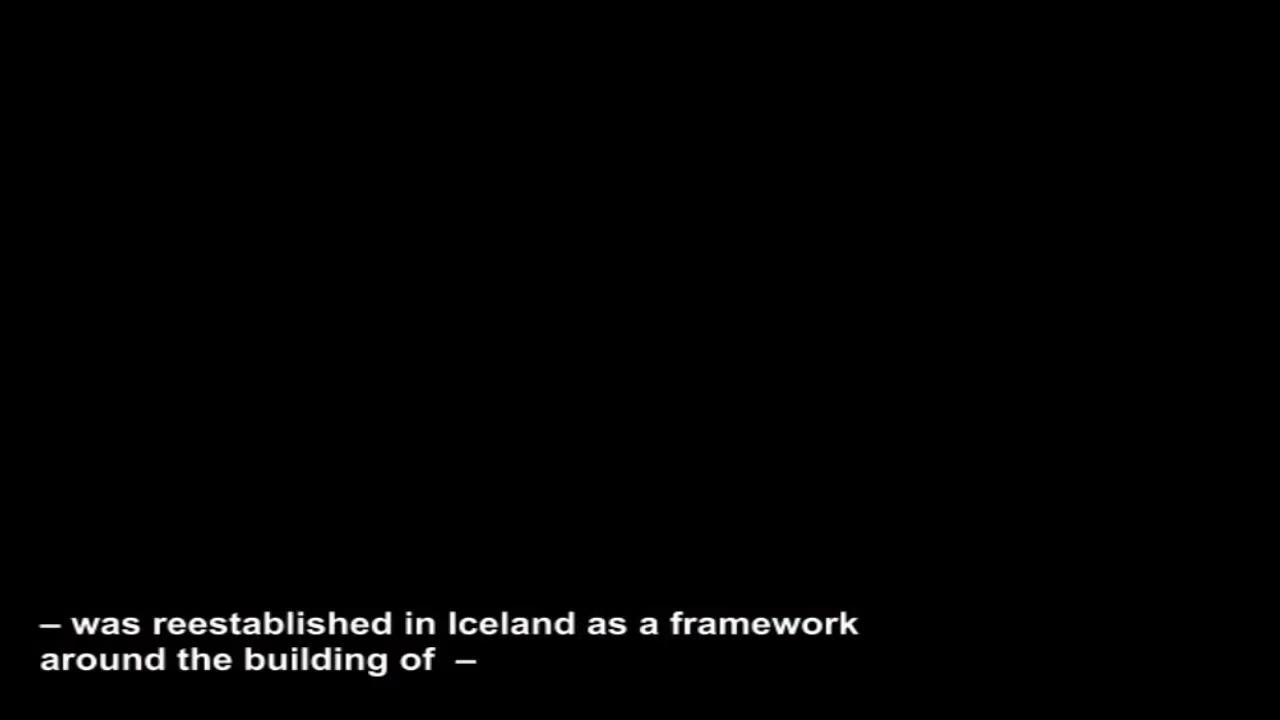 – was reestablished in Iceland as a framework
around the building of –